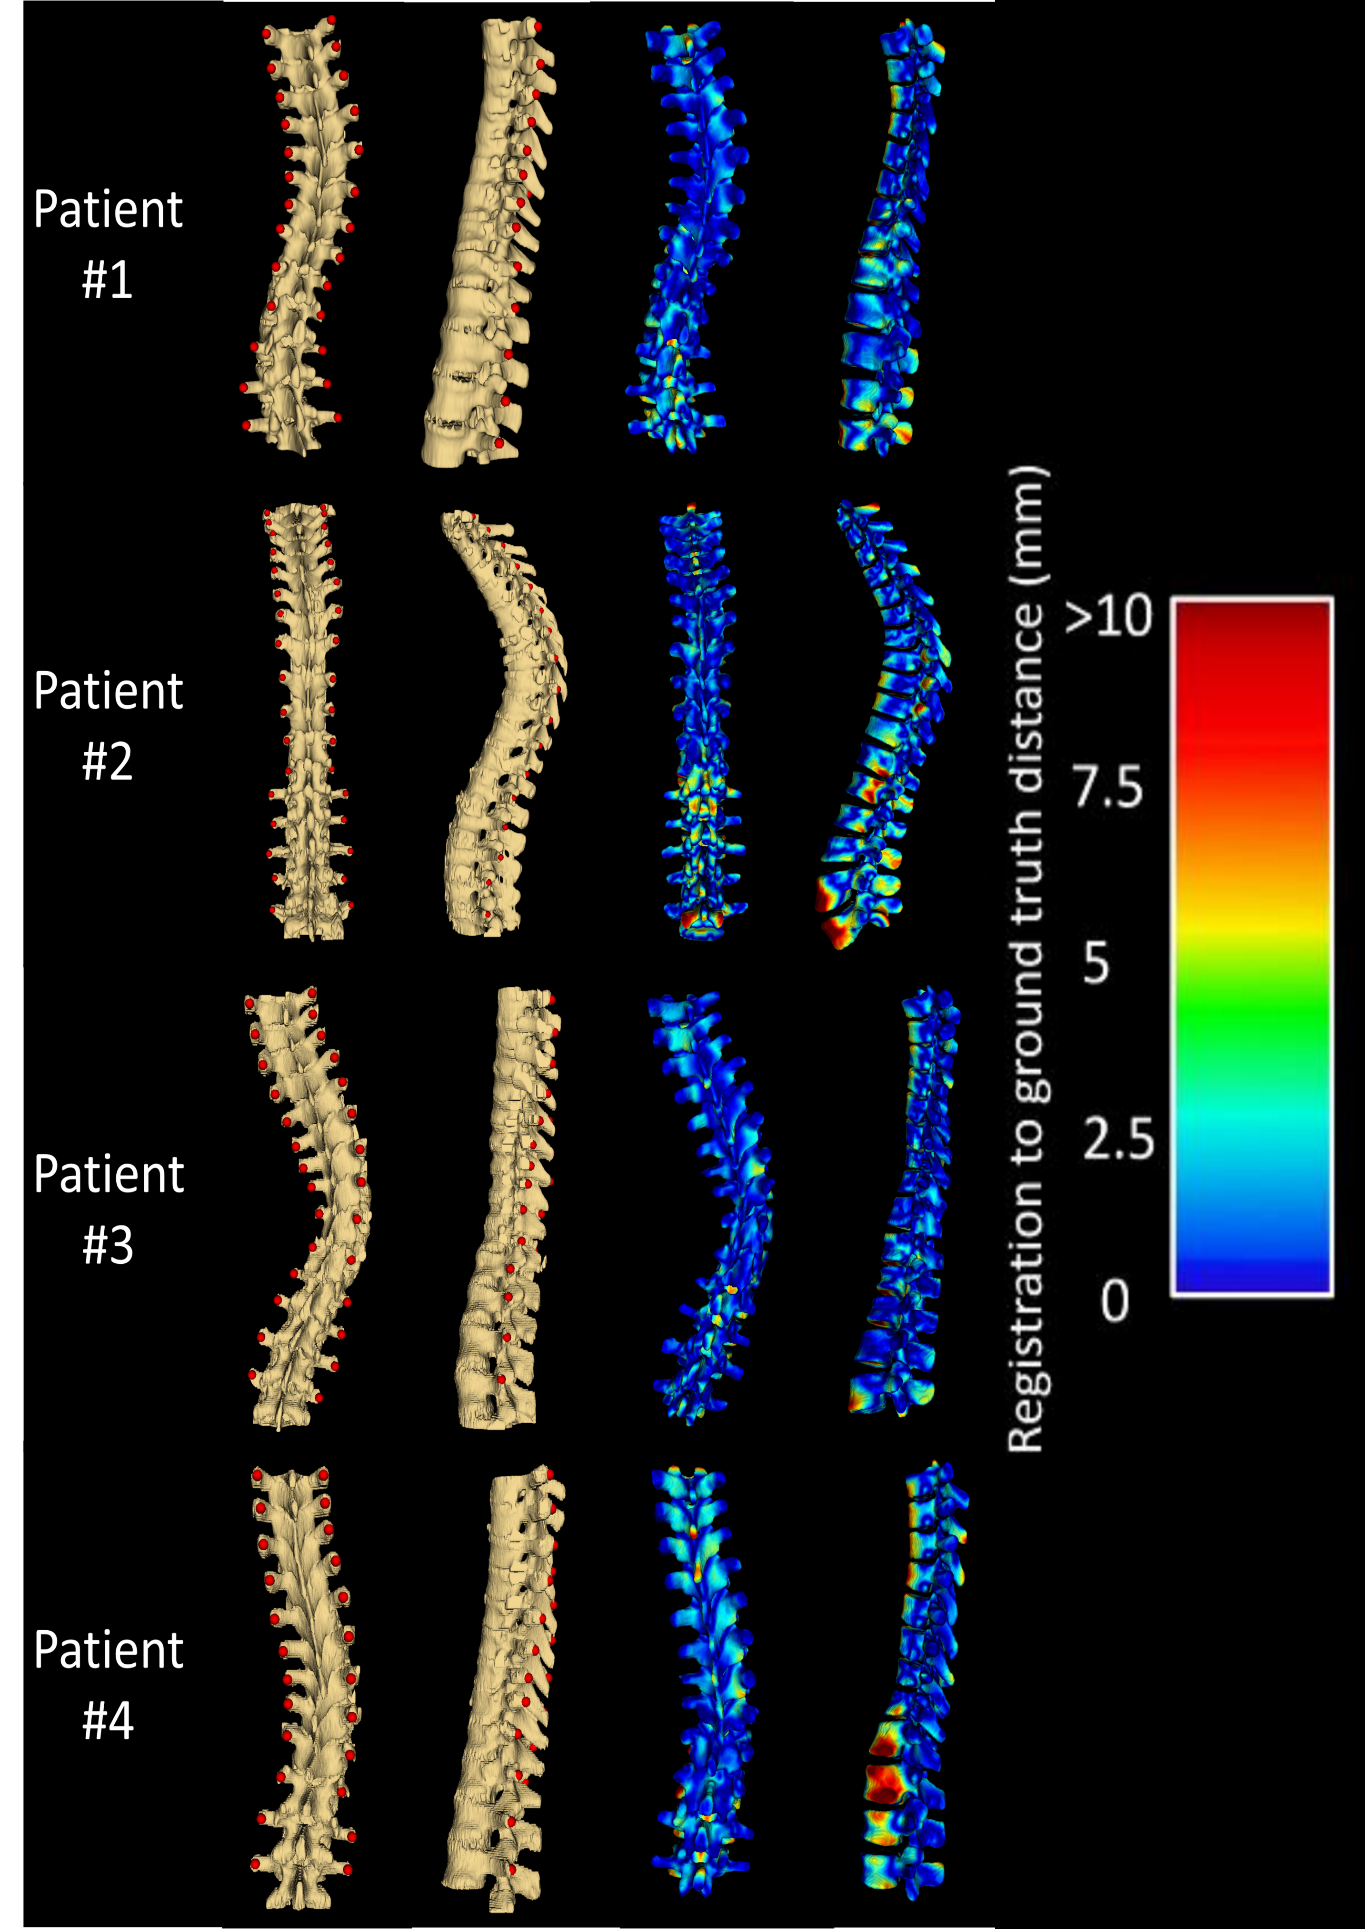 Patient
#1
Patient
#2
Patient
#3
Patient
#4
Registration to ground truth distance (mm)
>10
7.5
5
2.5
0